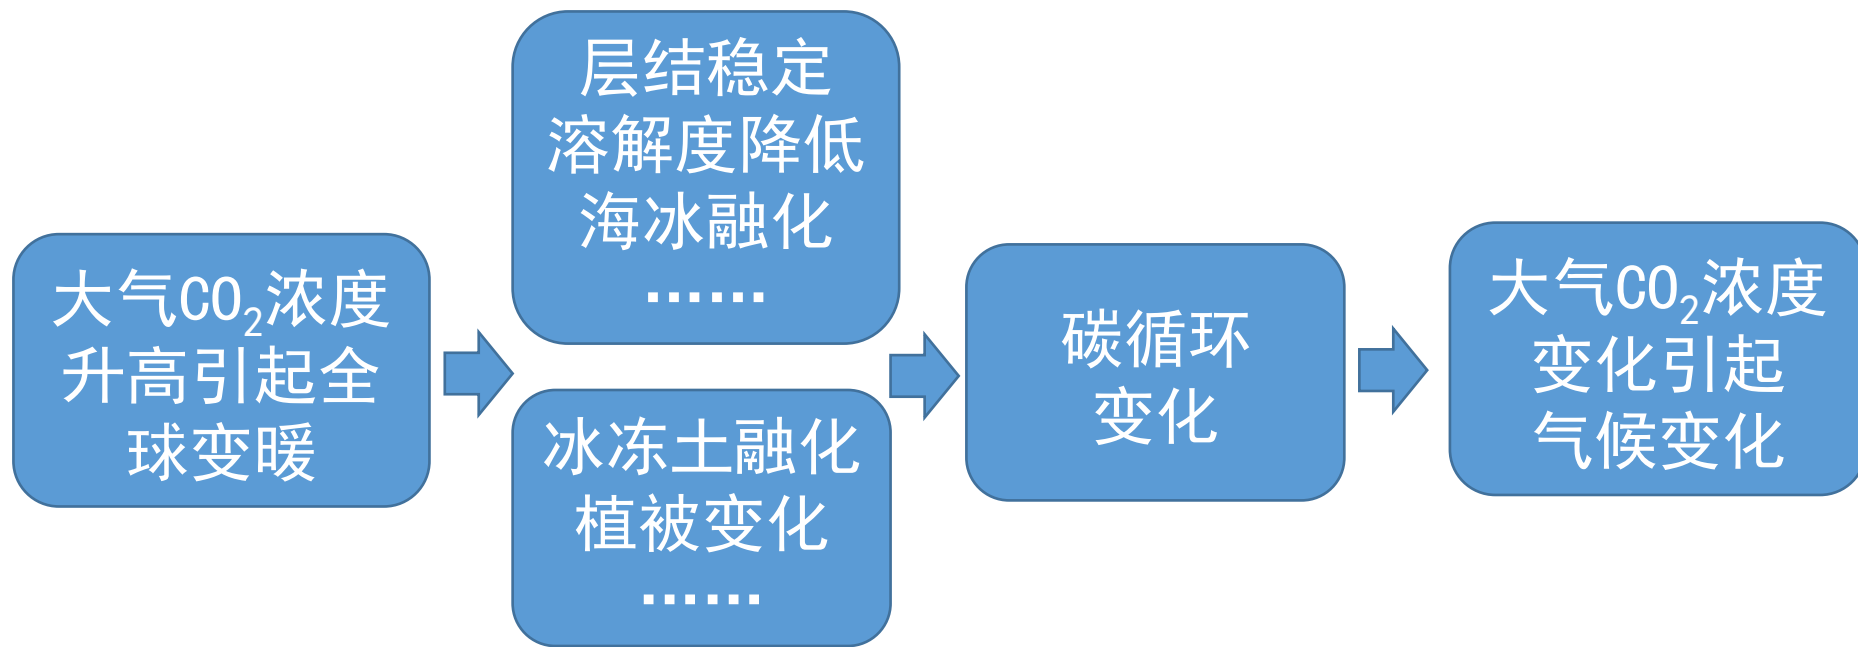 大气CO₂浓度
升高引起全
球变暖
层结稳定
溶解度降低
海冰融化
……
冰冻土融化
植被变化
……
碳循环
变化
大气CO₂浓度
变化引起
气候变化